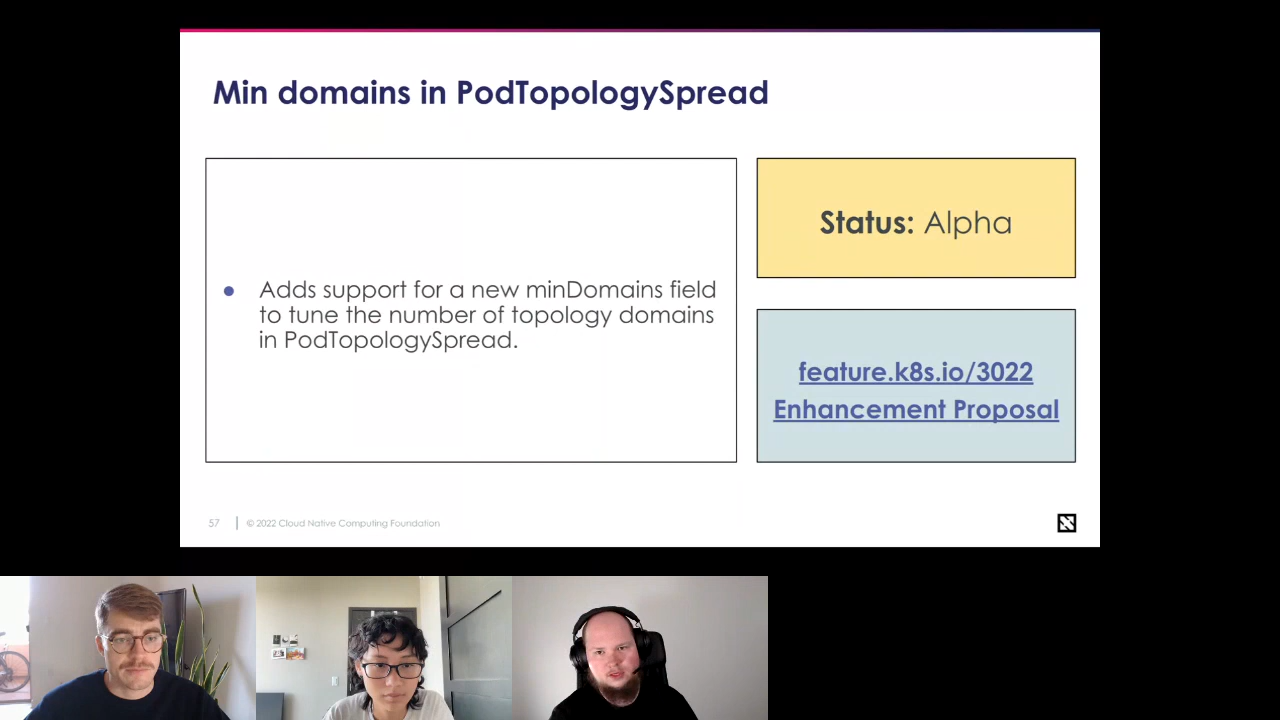 Min domains in PodTopologySpread
● Adds support for a new minDomains field
to tune the number of topology domains
in PodTopologySpread.
Status: Alpha
feature.k8s.io/3022
Enhancement Proposal
57
© 2022 Cloud Native Computing Foundation